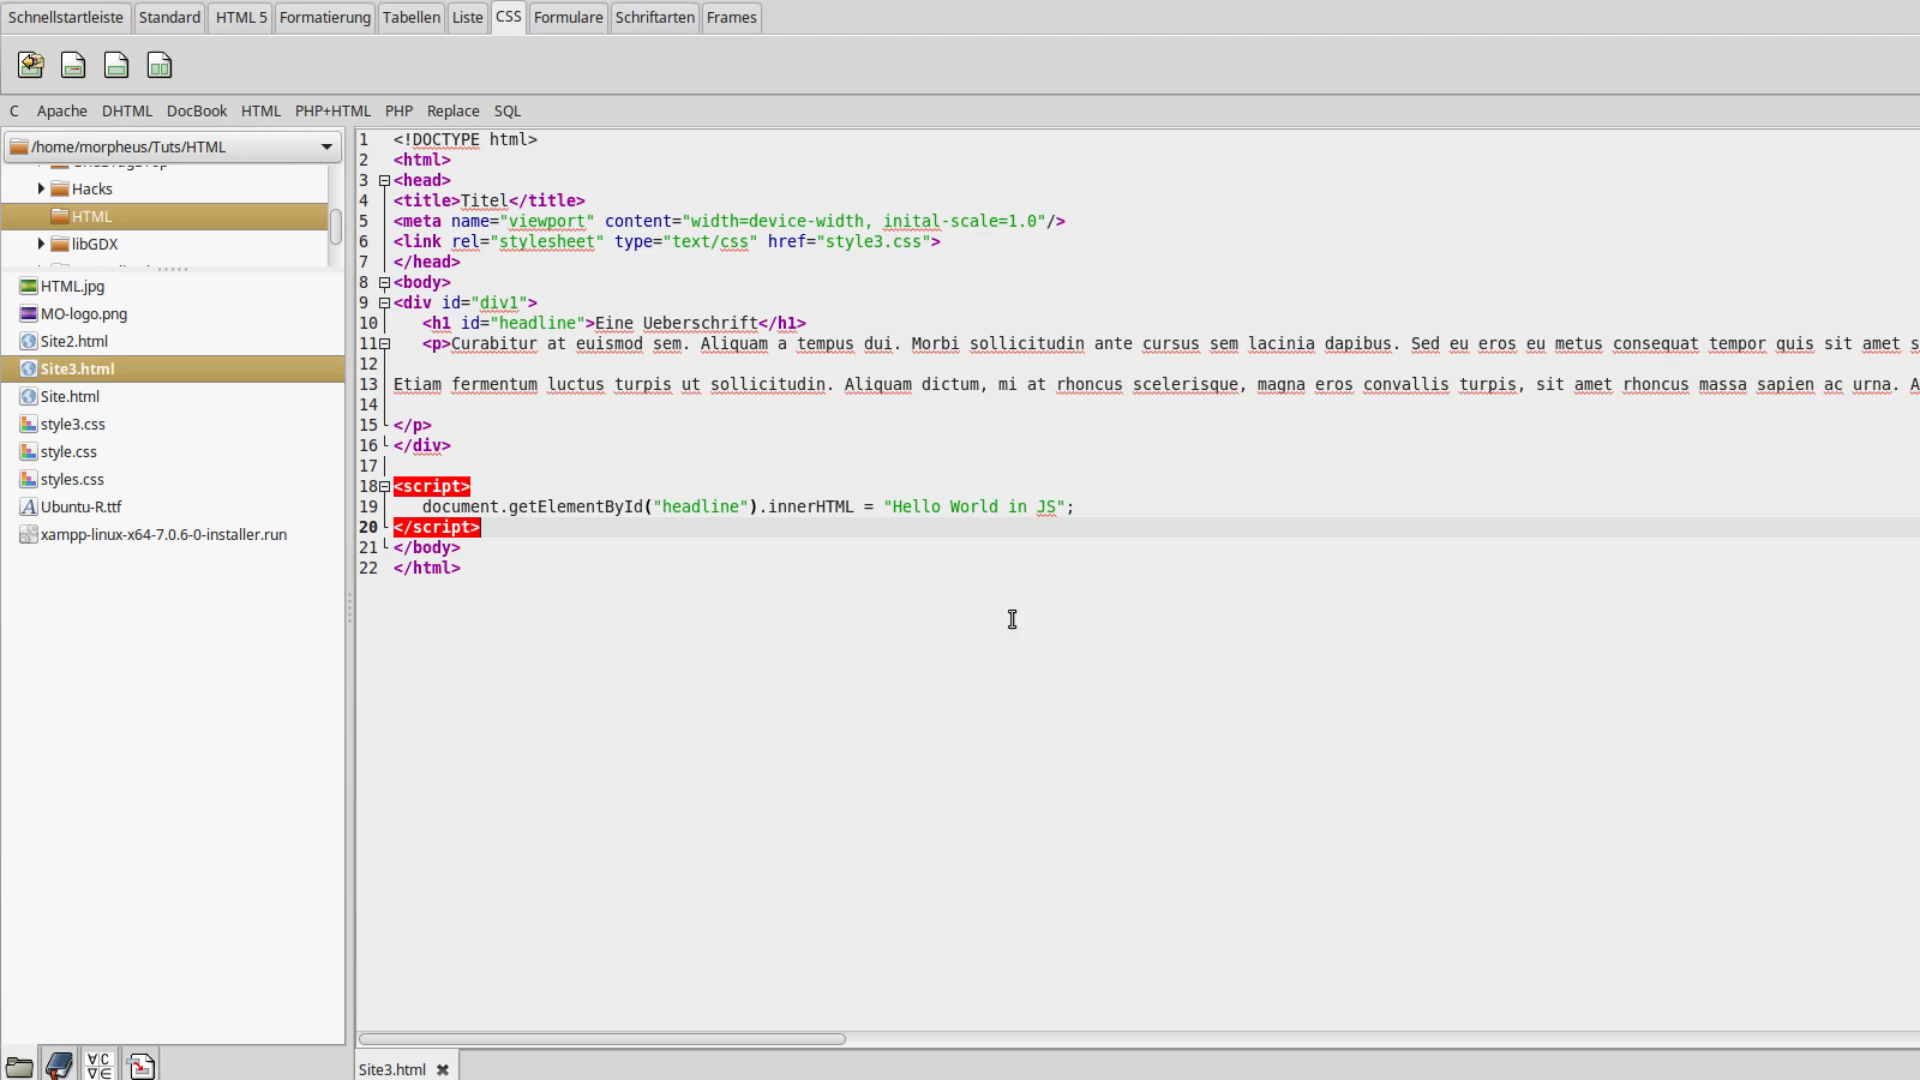 Schnellstartleiste Standard HTML 5 Formatierung Tabellen Liste CSS Formulare Schriftarten Frames
C Apache DHTML DocBook HTML PHP+HTML PHP Replace SQL
/home/morpheus/Tuts/HTML
Hacks
HTML
libGDX
HTML.jpg
MO-logo.png
Site2.html
Site3.html
Site.html
style3.css
style.css
styles.css
Ubuntu-R.ttf
xampp-linux-x64-7.0.6-0-installer.run
1 <!DOCTYPE html>
2 <html>
3 <head>
4 <title>Titel</title>
5 <meta name="viewport" content="width=device-width, inital-scale=1.0"/>
6 <link rel="stylesheet" type="text/css" href="style3.css">
7 </head>
8 <body>
9 <div id="div1">
10 <h1 id="headline">Eine Ueberschrift</h1>
11 <p>Curabitur at euismod sem. Aliquam a tempus dui. Morbi sollicitudin ante cursus sem lacinia dapibus. Sed eu eros eu metus consequat tempor quis sit amet s
12
13 Etiam fermentum luctus turpis ut sollicitudin. Aliquam dictum, mi at rhoncus scelerisque, magna eros convallis turpis, sit amet rhoncus massa sapien ac urna. A
14
15 </p>
16 </div>
17
18 <script>
19 document.getElementById("headline").innerHTML = "Hello World in JS";
20 </script>
21 </body>
22 </html>
Site3.html